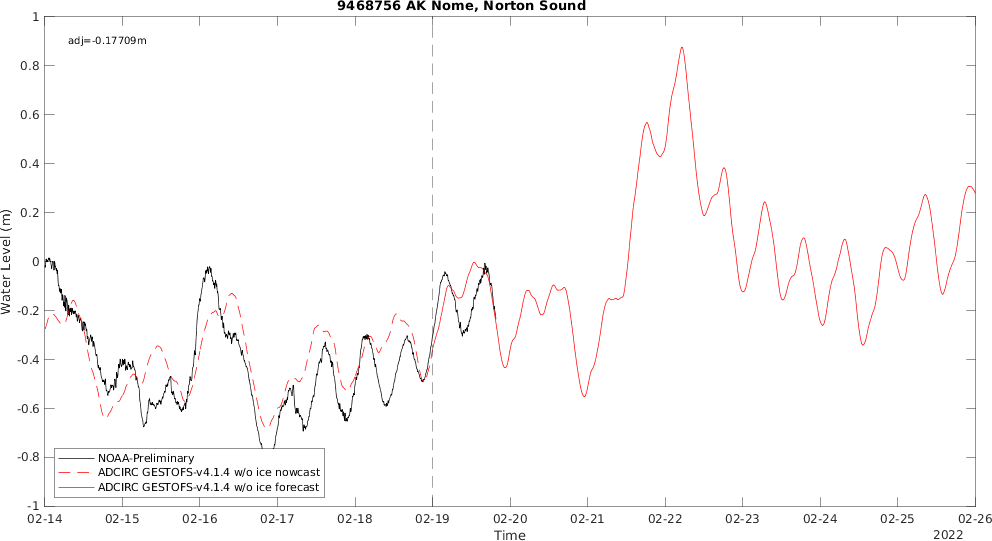 9468756 AK Nome, Norton Sound
adj=-0.17709m
1
0.8
0.6
0.4
0.2
0
-0.2
-0.4
-0.6
-0.8
-1
Water Level (m)
NOAA-Preliminary
ADCIRC GESTOFS-v4.1.4 w/o ice nowcast
ADCIRC GESTOFS-v4.1.4 w/o ice forecast
02-14 02-15 02-16 02-17 02-18 02-19 02-20 02-21 02-22 02-23 02-24 02-25 02-26
Time
2022